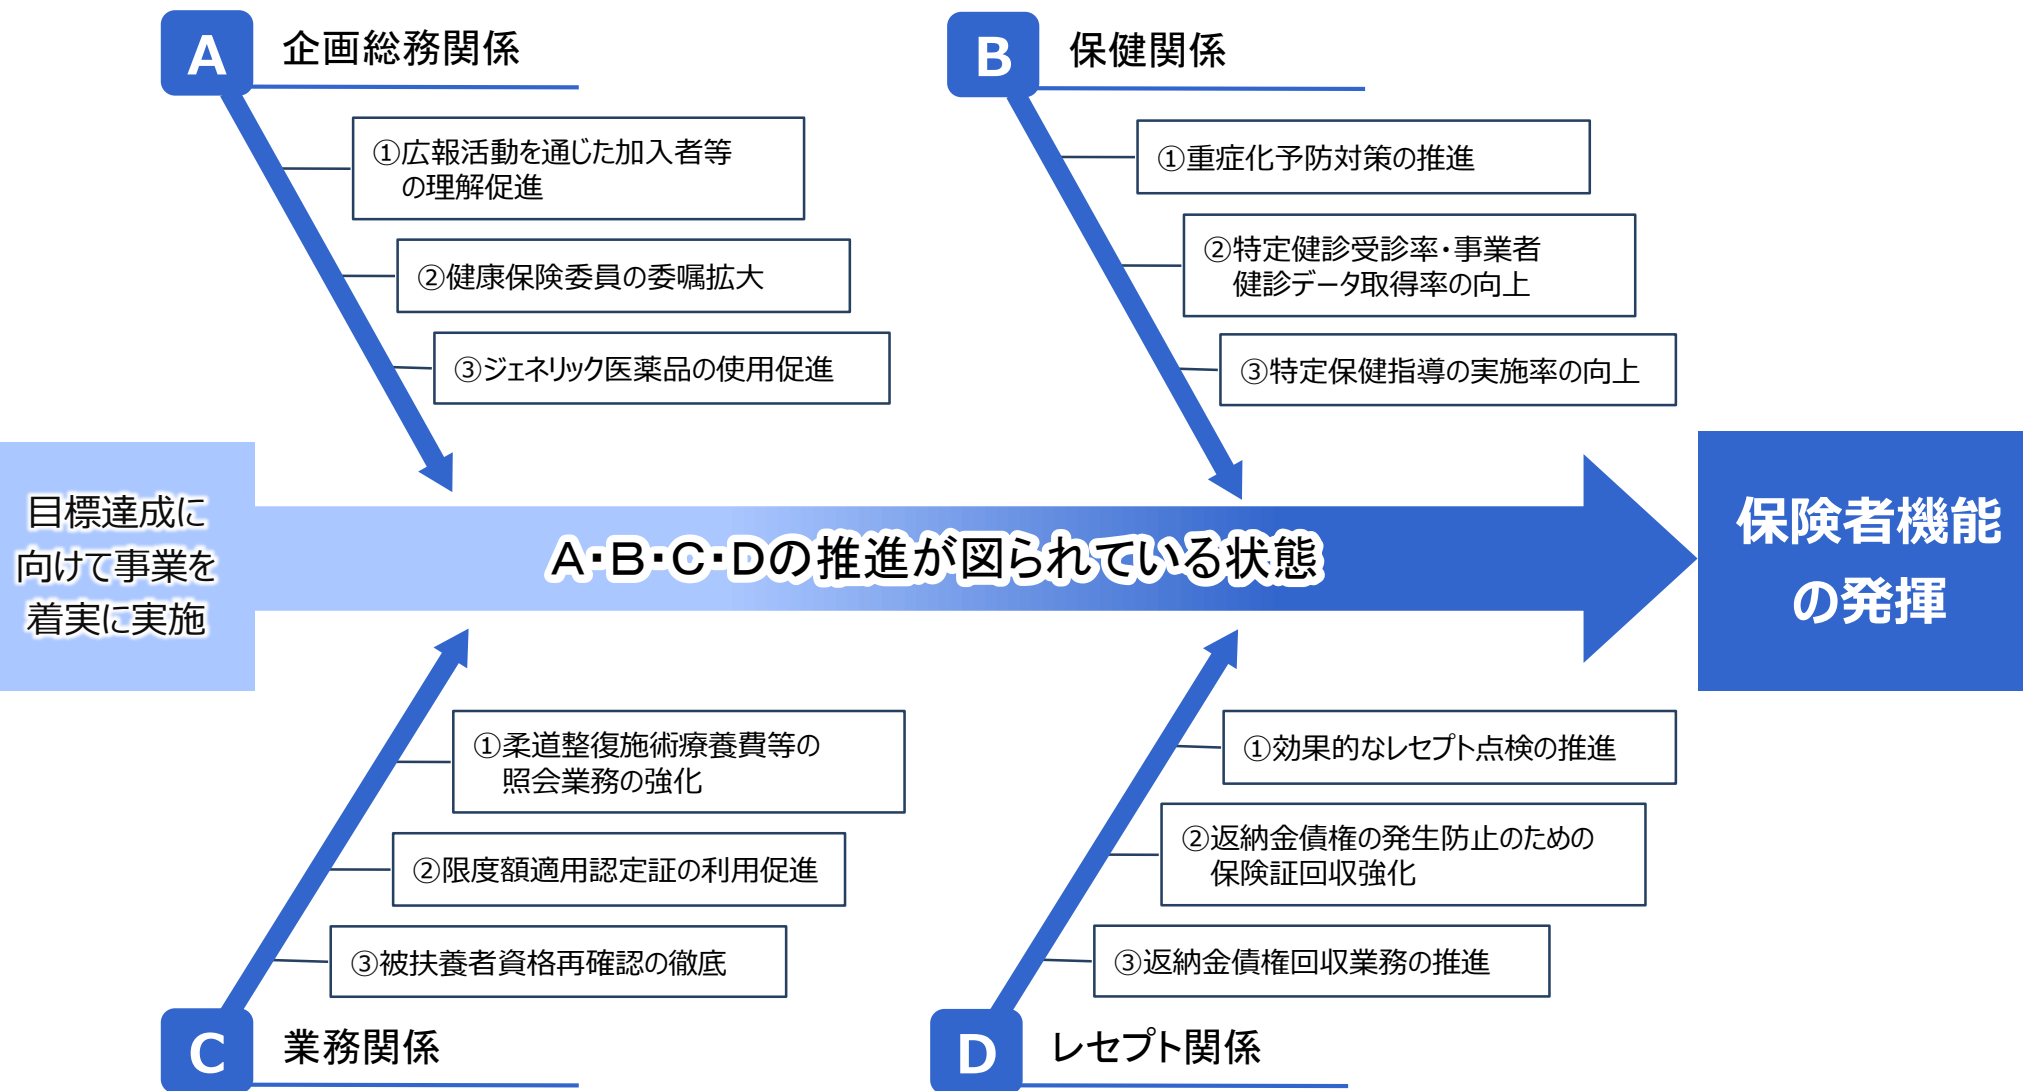 A
企画総務関係
①広報活動を通じた加入者等
の理解促進
②健康保険委員の委嘱拡大
③ジェネリック医薬品の使用促進
B
保健関係
①重症化予防対策の推進
②特定健診受診率・事業者
健診データ取得率の向上
③特定保健指導の実施率の向上
目標達成に
向けて事業を
着実に実施
A・B・C・Dの推進が図られている状態
保険者機能
の発揮
①柔道整復施術療養費等の
照会業務の強化
②限度額適用認定証の利用促進
③被扶養者資格再確認の徹底
C
業務関係
①効果的なレセプト点検の推進
②返納金債権の発生防止のための
保険証回収強化
③返納金債権回収業務の推進
D
レセプト関係